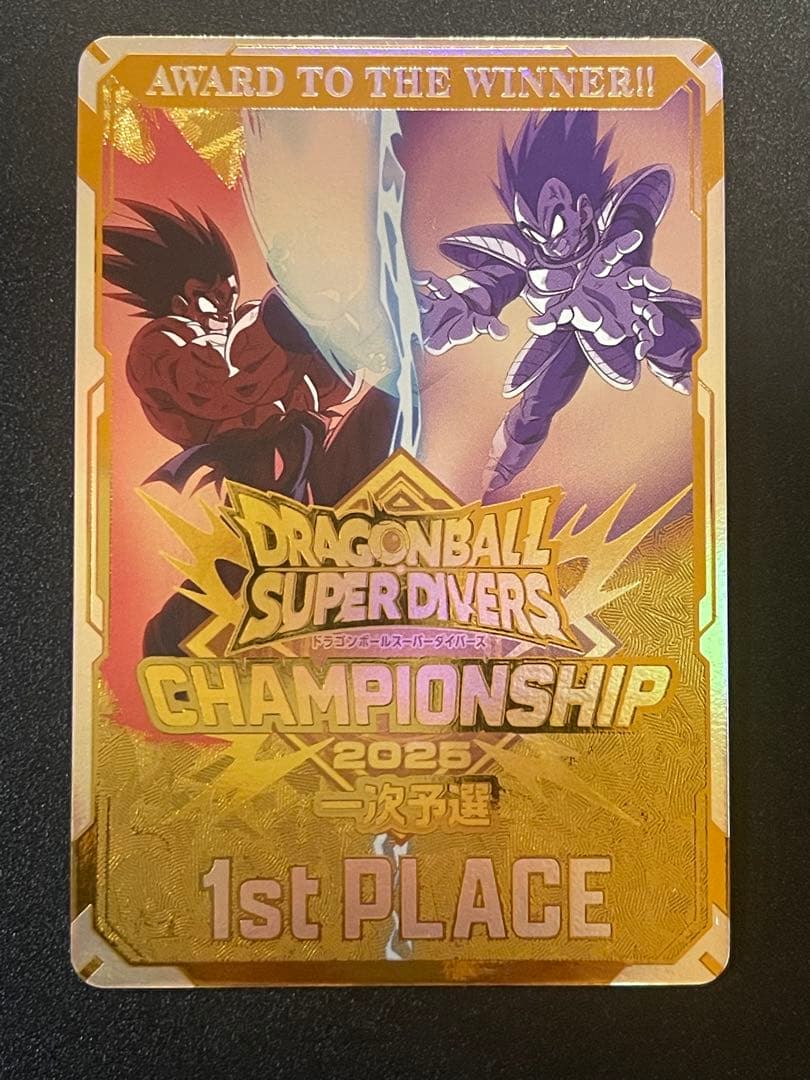 AWARD TO THE WINNER!!
DRAGONBALL
SUPER DIVERS
ドラゴンボールスーパーダイバーズ
CHAMPIONSHIP
2025
一次予選
1st PLACE